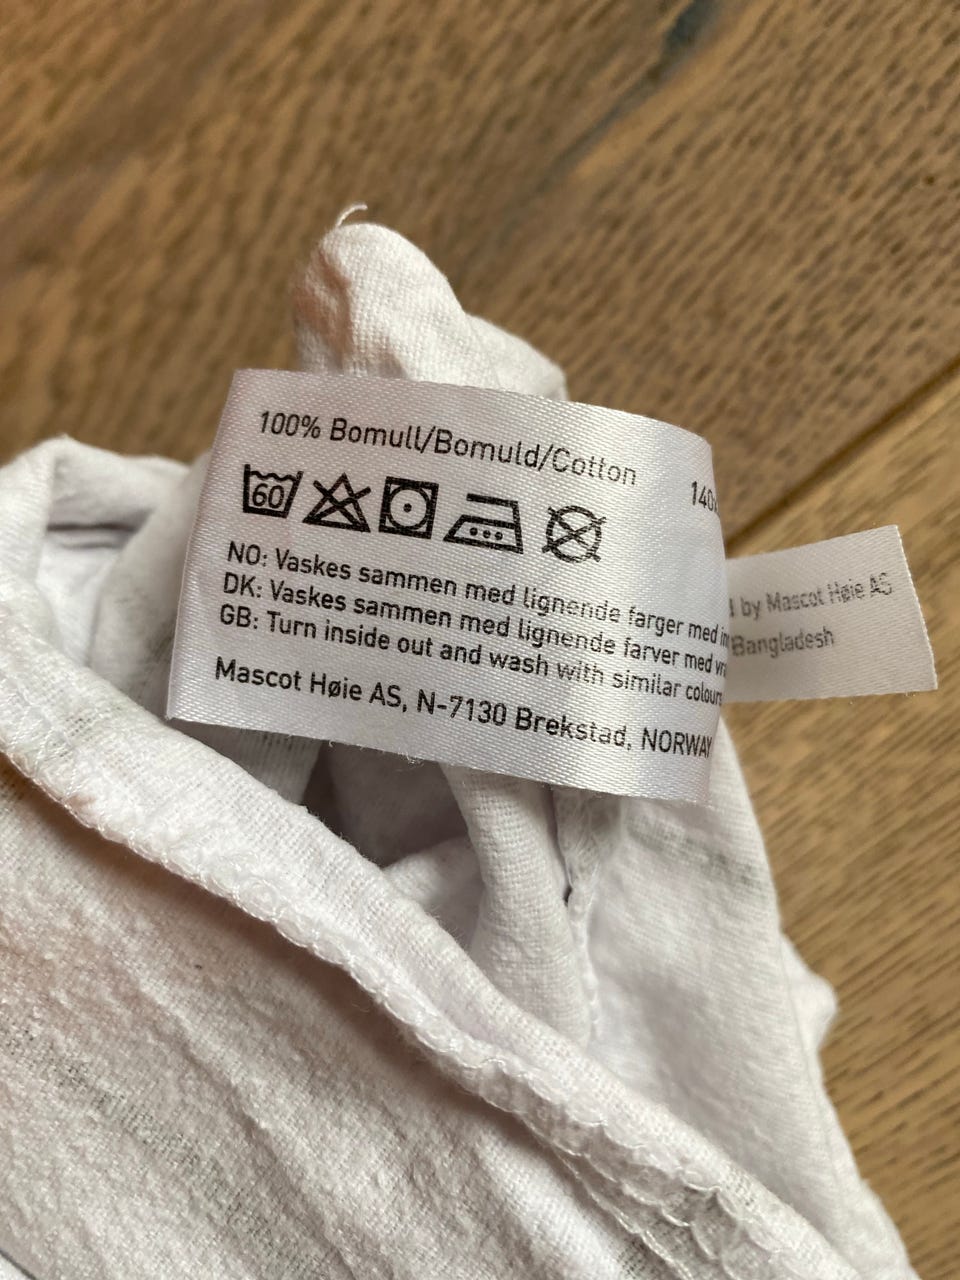 100% Bomull/Bomuld/Cotton
60
NO: Vaskes sammen med lignende farger med
DK: Vaskes sammen med lignende farver med
GB: Turn inside out and wash with similar colours
Mascot Høie AS, N-7130 Brekstad, NORWAY
by Mascot Høie AS
Bangladesh